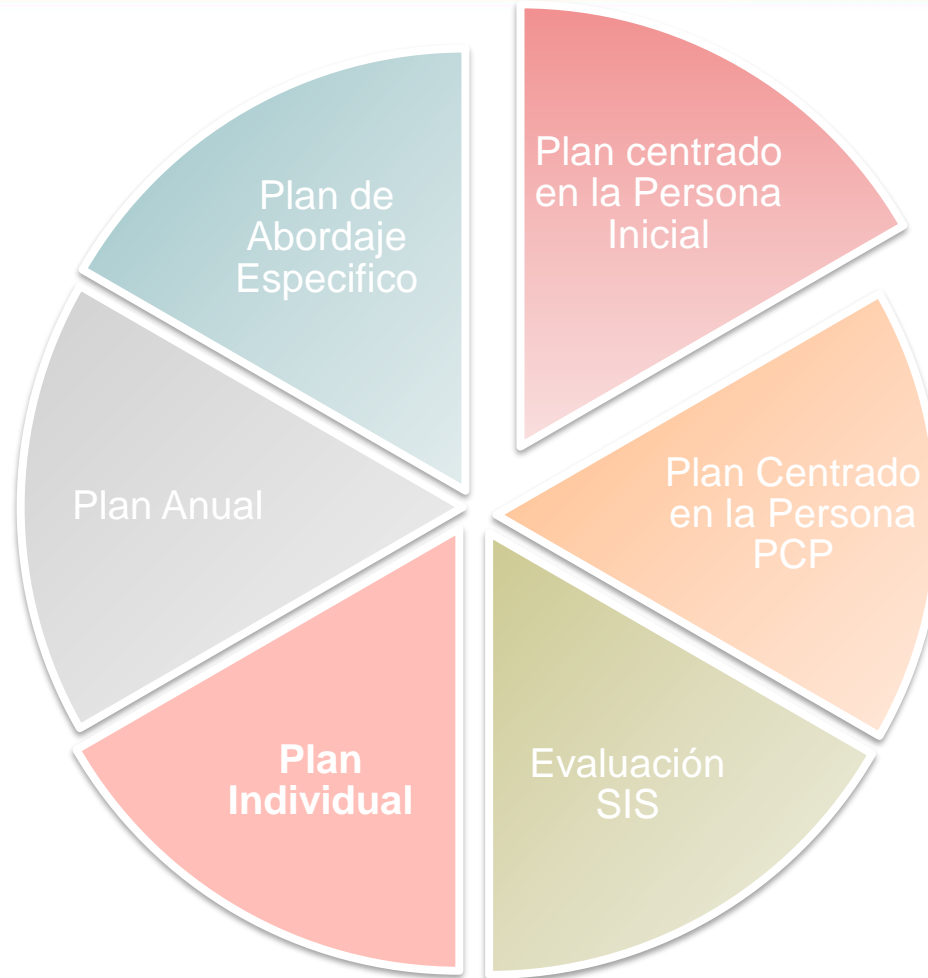 Plan centrado
en la Persona
Inicial
Plan Centrado
en la Persona
PCP
Evaluación
SIS
Plan
Individual
Plan Anual
Plan de
Abordaje
Especifico